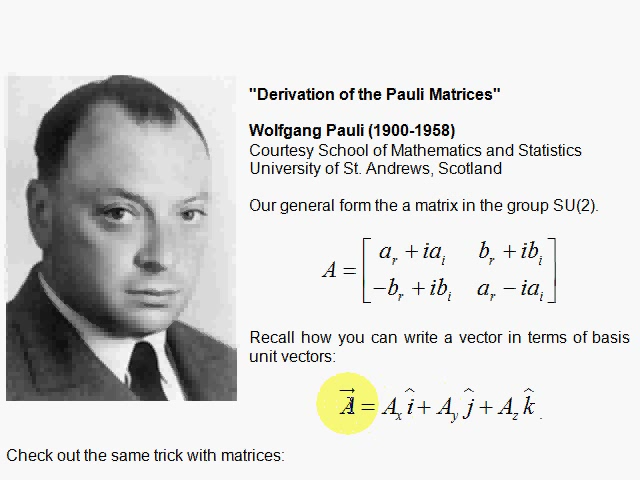 "Derivation of the Pauli Matrices"
Wolfgang Pauli (1900-1958)
Courtesy School of Mathematics and Statistics
University of St. Andrews, Scotland
Our general form the a matrix in the group SU(2).
A = [ a_r + ia_i   b_r + ib_i
-b_r + ib_i   a_r − ia_i ]
Recall how you can write a vector in terms of basis
unit vectors:
A⃗ = A_x î + A_y ĵ + A_z k̂ .
Check out the same trick with matrices: